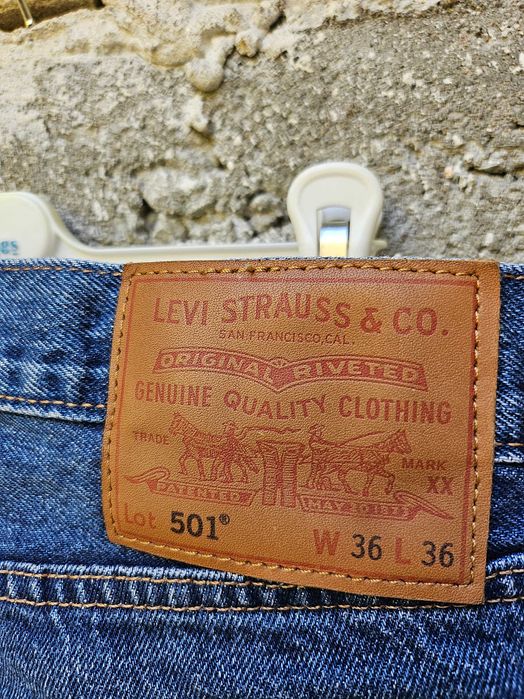 LEVI STRAUSS & CO.
SAN FRANCISCO, CAL.
ORIGINAL RIVETED
GENUINE QUALITY CLOTHING
TRADE MARK
XX
PATENTED MAY 20 1873
Lot 501® W 36 L 36